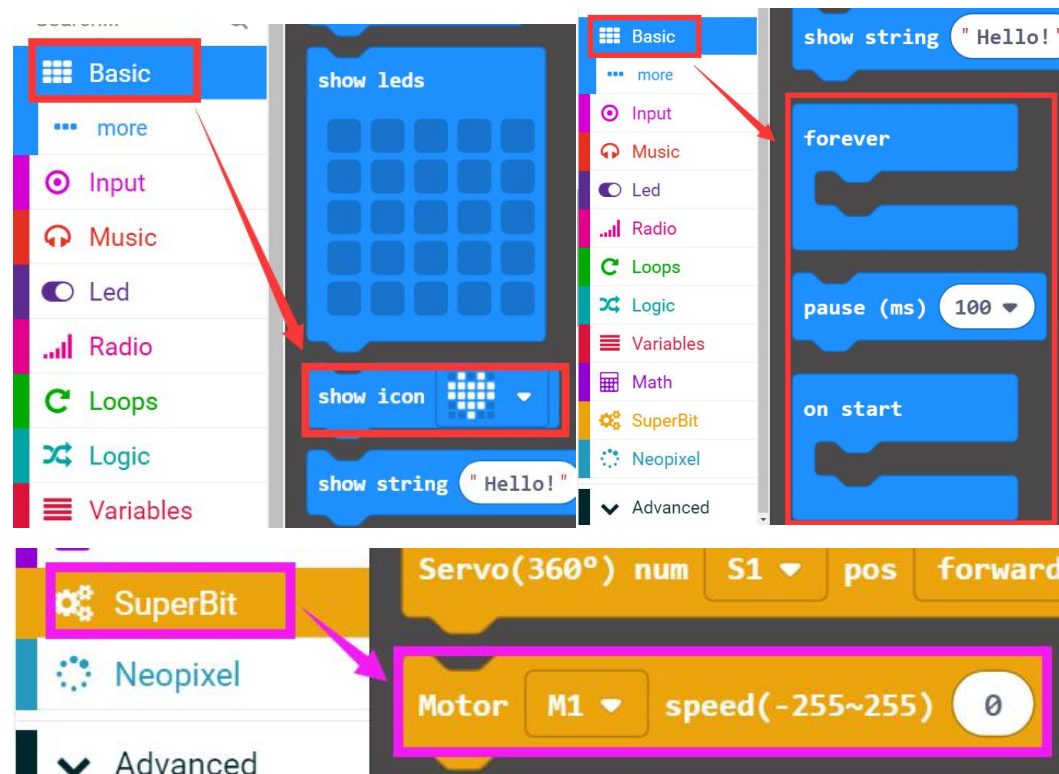 Basic
more
Input
Music
Led
Radio
Loops
Logic
Variables
show leds
show icon
show string "Hello!"
Basic
more
Input
Music
Led
Radio
Loops
Logic
Variables
Math
SuperBit
Neopixel
Advanced
show string "Hello!"
forever
pause (ms) 100
on start
SuperBit
Neopixel
Advanced
Servo(360°) num S1 pos forward
Motor M1 speed(-255~255) 0